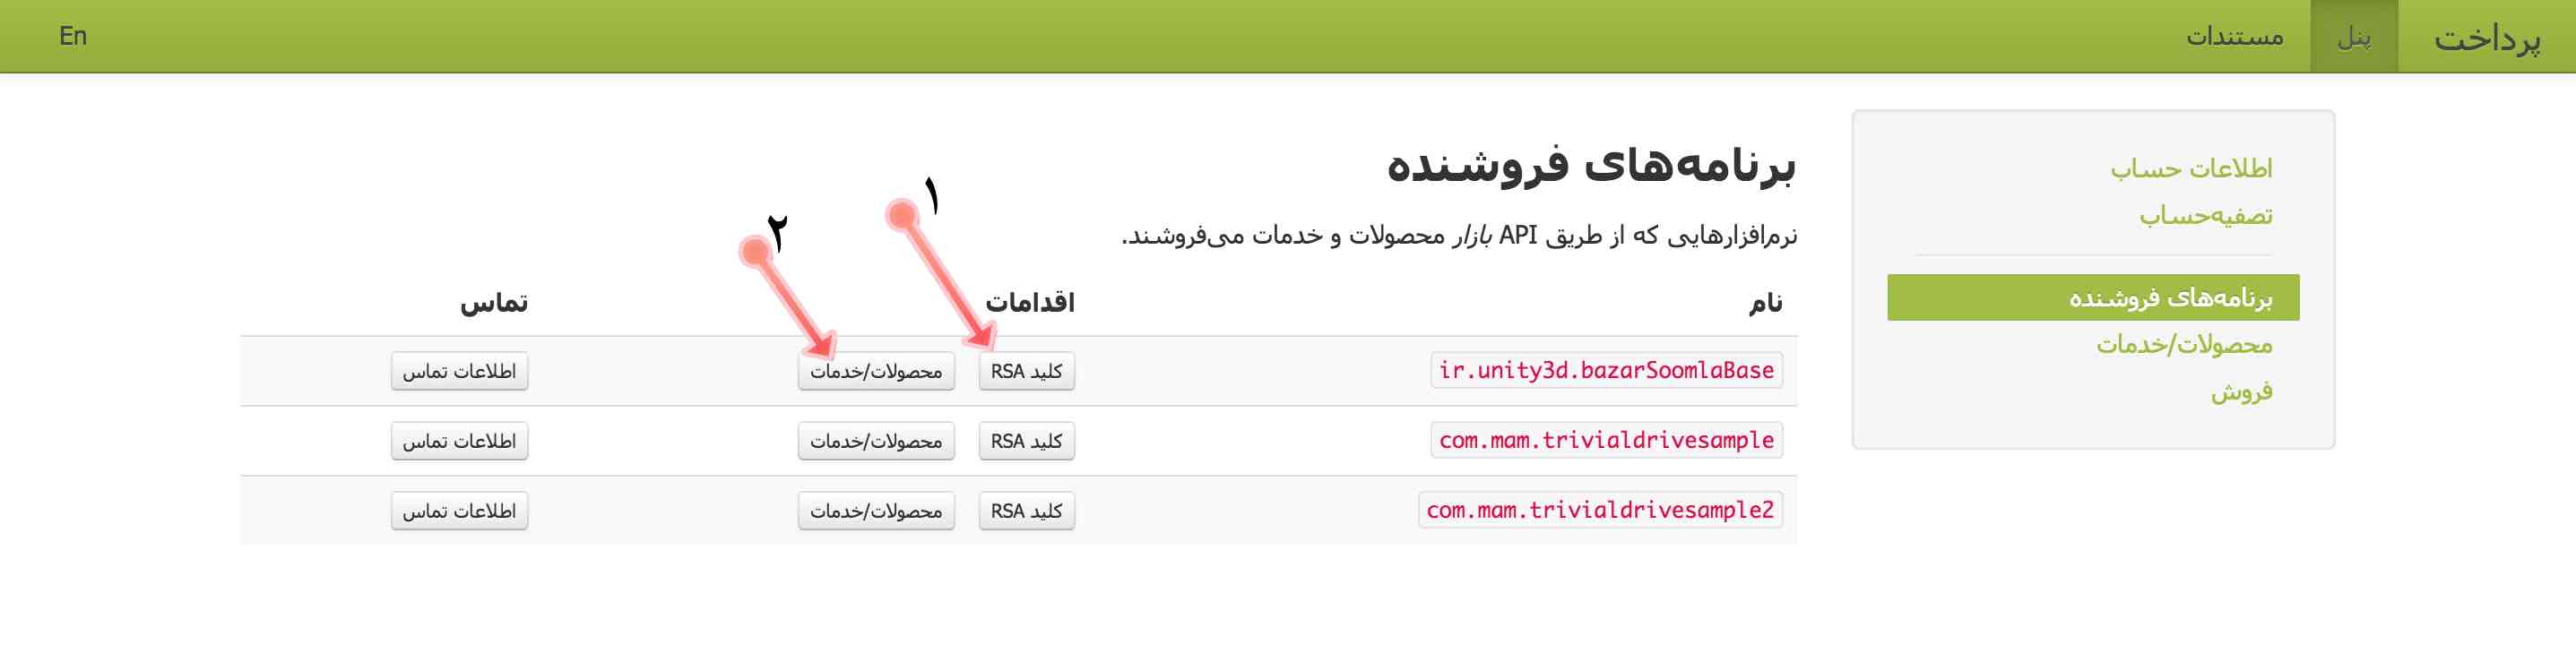 پرداخت
پنل
مستندات
En
اطلاعات حساب
تصفیه‌حساب
برنامه‌های فروشنده
محصولات/خدمات
فروش
برنامه‌های فروشنده
نرم‌افزارهایی که از طریق API بازار محصولات و خدمات می‌فروشند.
۱
۲
نام اقدامات تماس
ir.unity3d.bazarSoomlaBase کلید RSA محصولات/خدمات اطلاعات تماس
com.mam.trivialdrivesample کلید RSA محصولات/خدمات اطلاعات تماس
com.mam.trivialdrivesample2 کلید RSA محصولات/خدمات اطلاعات تماس